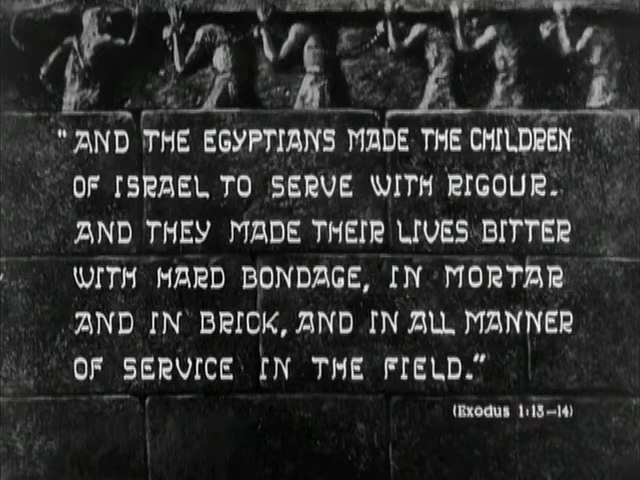 "AND THE EGYPTIANS MADE THE CHILDREN
OF ISRAEL TO SERVE WITH RIGOUR.
AND THEY MADE THEIR LIVES BITTER
WITH HARD BONDAGE, IN MORTAR
AND IN BRICK, AND IN ALL MANNER
OF SERVICE IN THE FIELD."
(Exodus 1:13-14)